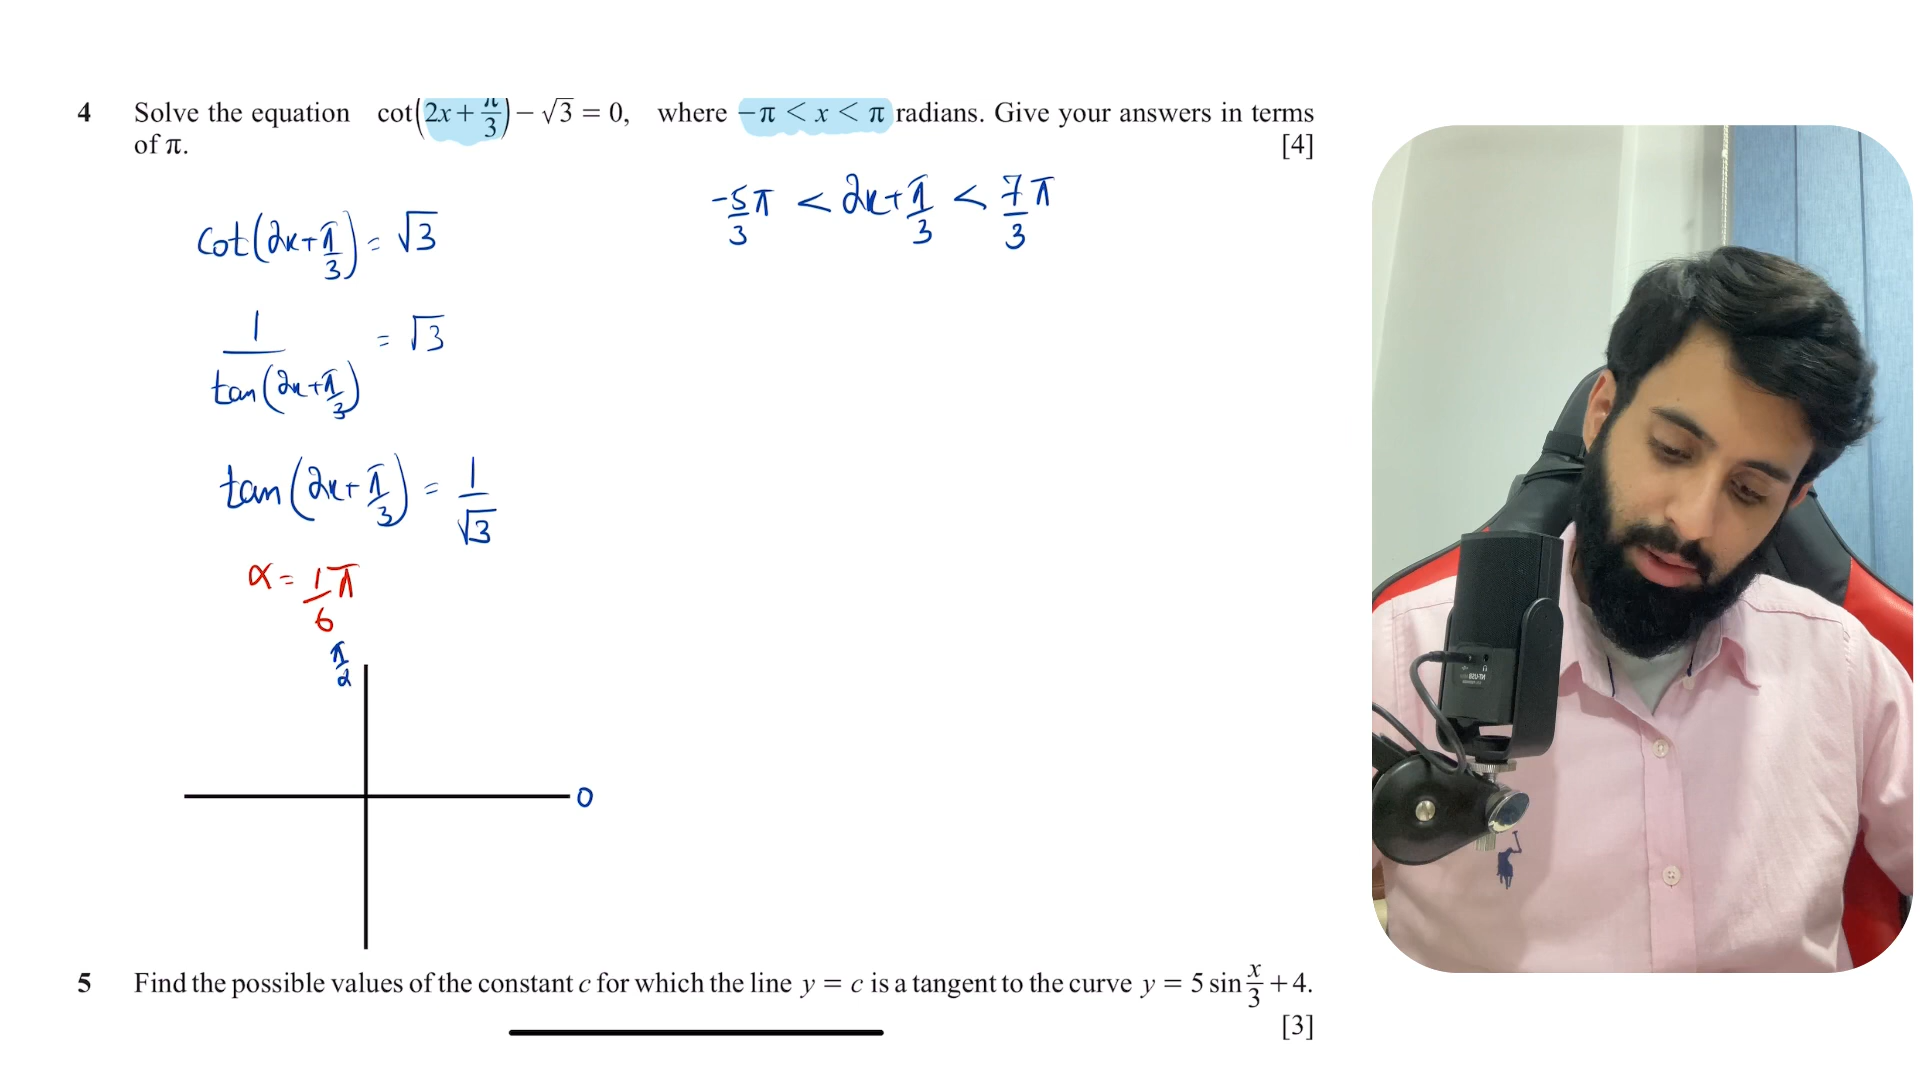 4 Solve the equation cot(2x + π/3) − √3 = 0, where −π < x < π radians. Give your answers in terms
of π. [4]
-5/3 π < 2x + π/3 < 7/3 π
cot(2x + π/3) = √3
1/tan(2x + π/3) = √3
tan(2x + π/3) = 1/√3
α = 1/6 π
π/2
0
5 Find the possible values of the constant c for which the line y = c is a tangent to the curve y = 5 sin x/3 + 4.
[3]